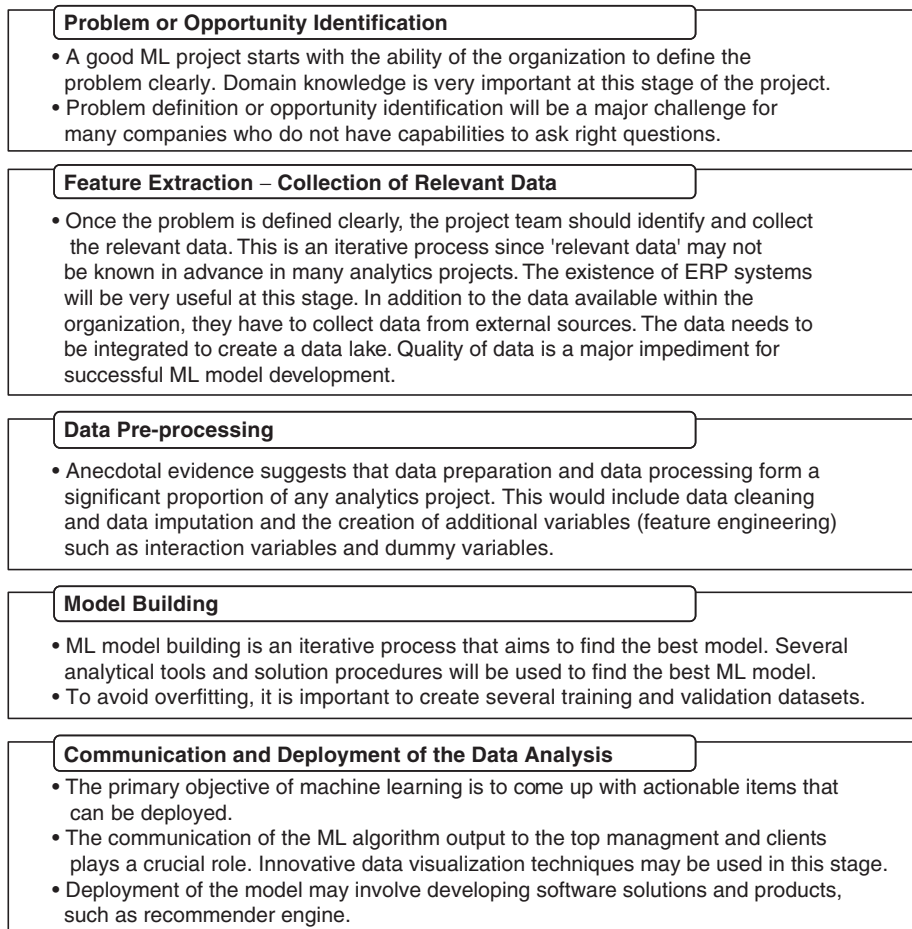 Problem or Opportunity Identification
• A good ML project starts with the ability of the organization to define the
problem clearly. Domain knowledge is very important at this stage of the project.
• Problem definition or opportunity identification will be a major challenge for
many companies who do not have capabilities to ask right questions.
Feature Extraction – Collection of Relevant Data
• Once the problem is defined clearly, the project team should identify and collect
the relevant data. This is an iterative process since 'relevant data' may not
be known in advance in many analytics projects. The existence of ERP systems
will be very useful at this stage. In addition to the data available within the
organization, they have to collect data from external sources. The data needs to
be integrated to create a data lake. Quality of data is a major impediment for
successful ML model development.
Data Pre-processing
• Anecdotal evidence suggests that data preparation and data processing form a
significant proportion of any analytics project. This would include data cleaning
and data imputation and the creation of additional variables (feature engineering)
such as interaction variables and dummy variables.
Model Building
• ML model building is an iterative process that aims to find the best model. Several
analytical tools and solution procedures will be used to find the best ML model.
• To avoid overfitting, it is important to create several training and validation datasets.
Communication and Deployment of the Data Analysis
• The primary objective of machine learning is to come up with actionable items that
can be deployed.
• The communication of the ML algorithm output to the top managment and clients
plays a crucial role. Innovative data visualization techniques may be used in this stage.
• Deployment of the model may involve developing software solutions and products,
such as recommender engine.